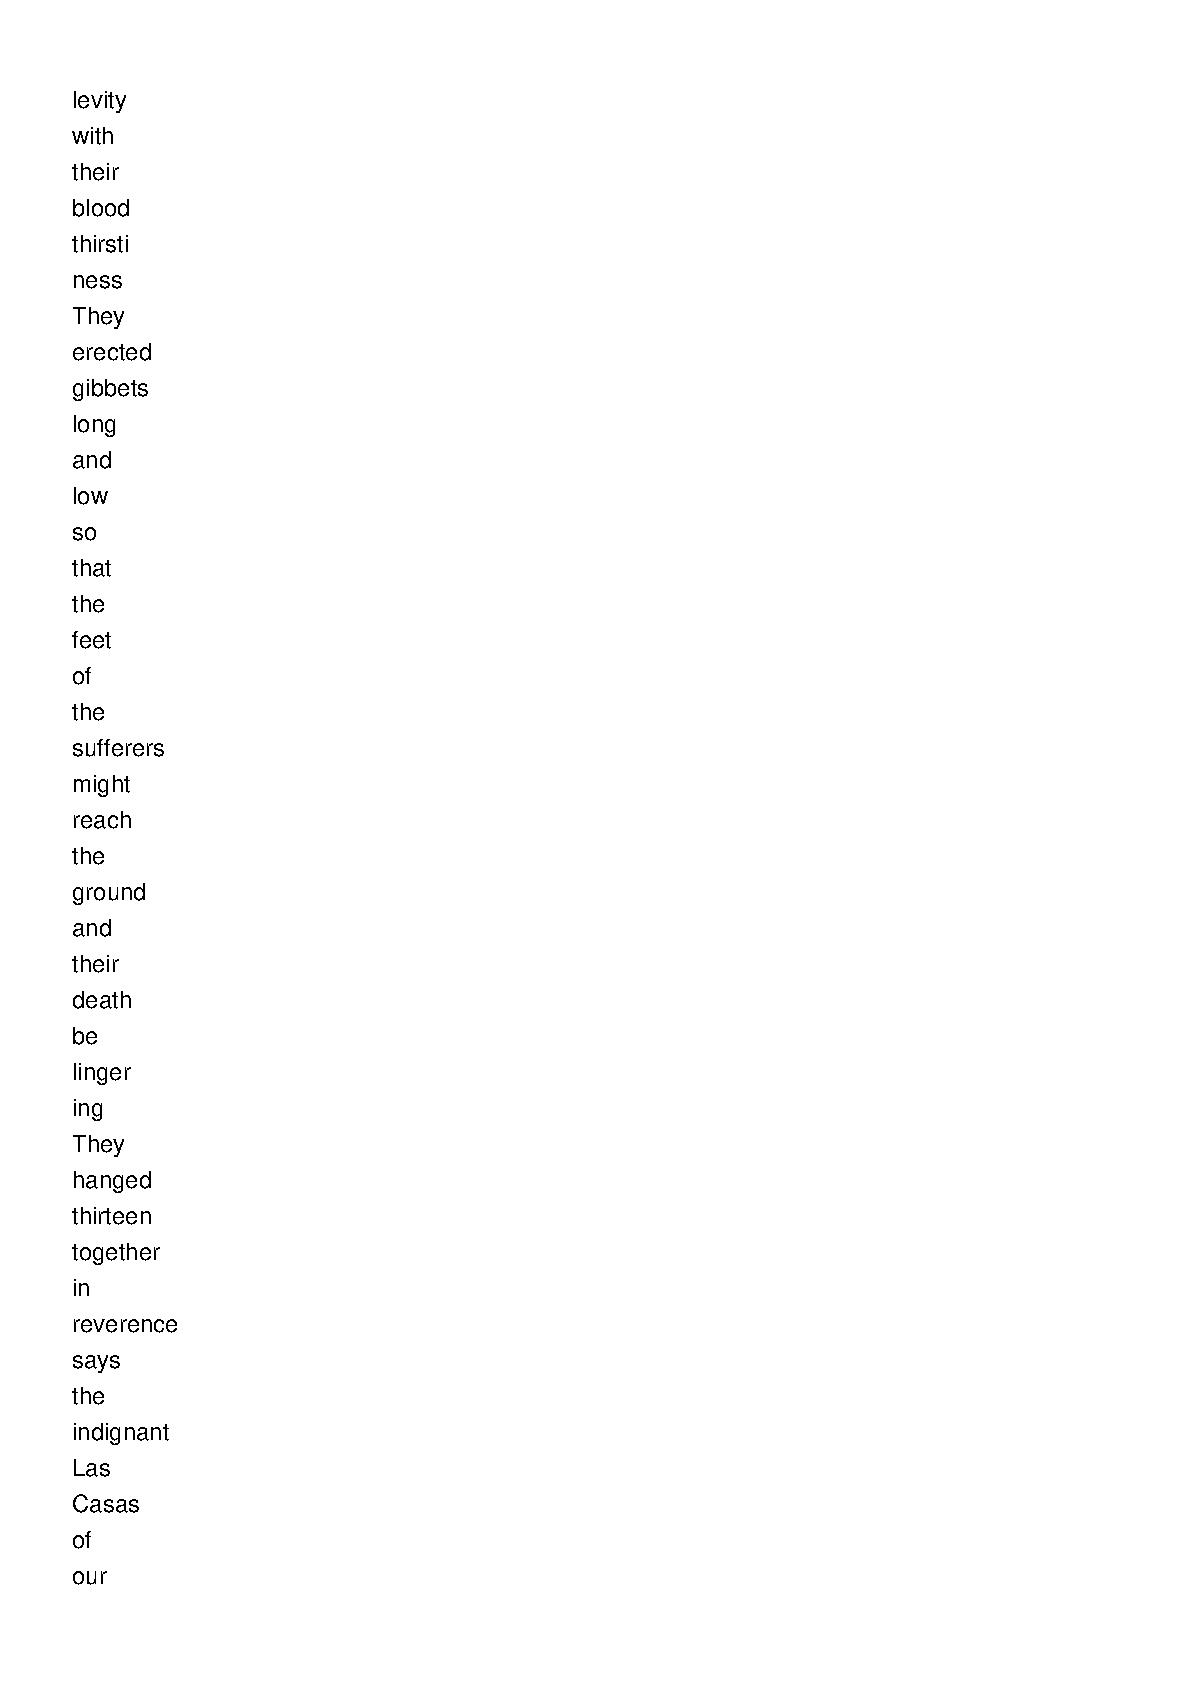 levity
with
their
blood
thirsti
ness
They
erected
gibbets
long
and
low
so
that
the
feet
of
the
sufferers
might
reach
the
ground
and
their
death
be
linger
ing
They
hanged
thirteen
together
in
reverence
says
the
indignant
Las
Casas
of
our